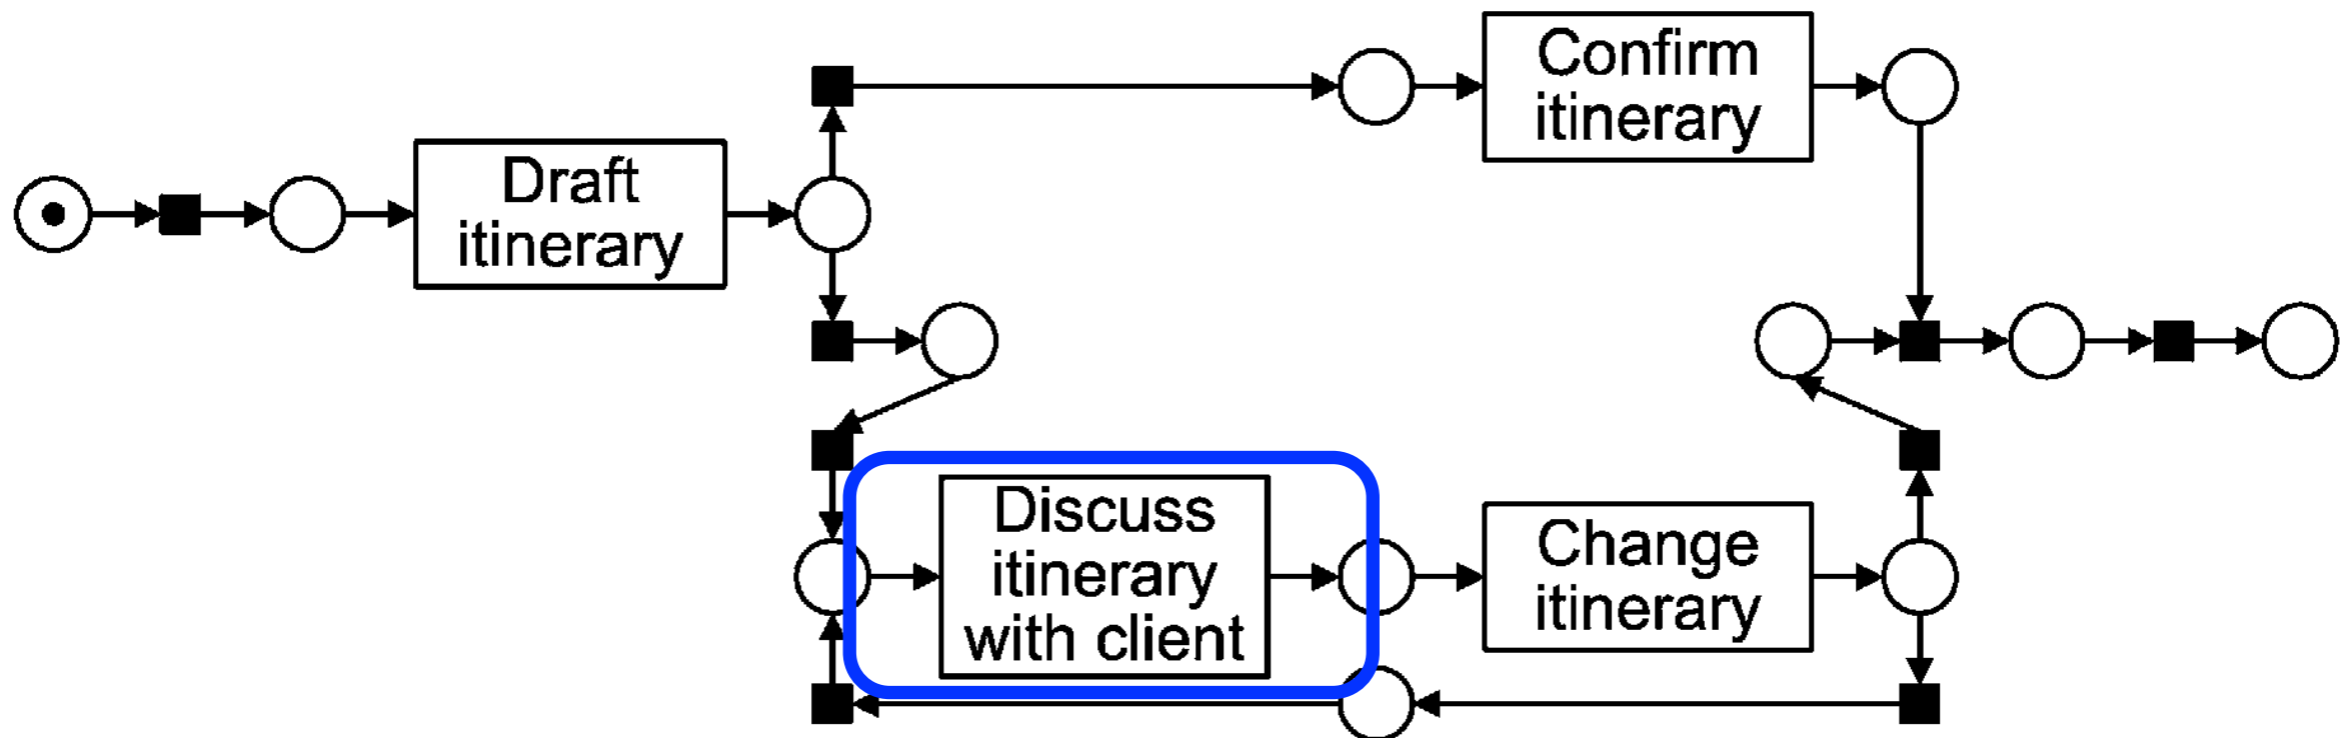 Draft
itinerary
Confirm
itinerary
Discuss
itinerary
with client
Change
itinerary